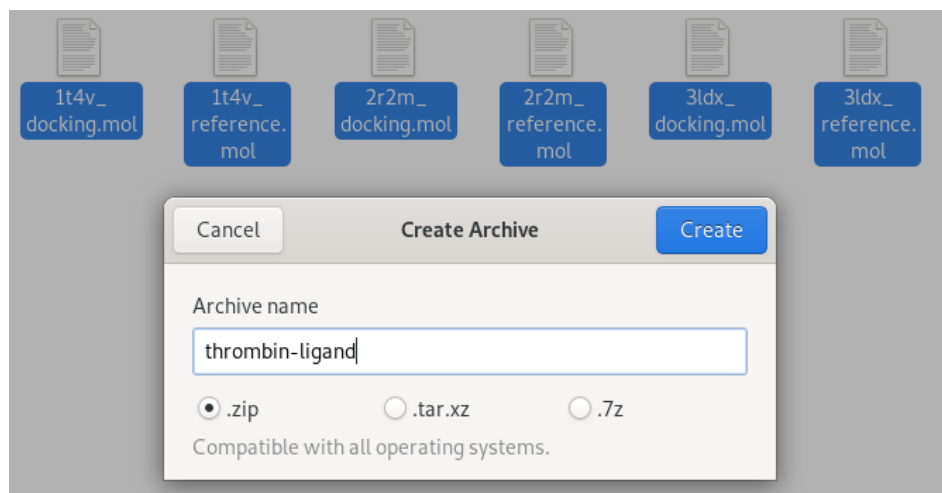 1t4v_ 1t4v_ 2r2m_ 2r2m_ 3ldx_ 3ldx_
docking.mol reference. docking.mol reference. docking.mol reference.
mol mol mol
Cancel Create Archive Create
Archive name
thrombin-ligand
.zip .tar.xz .7z
Compatible with all operating systems.